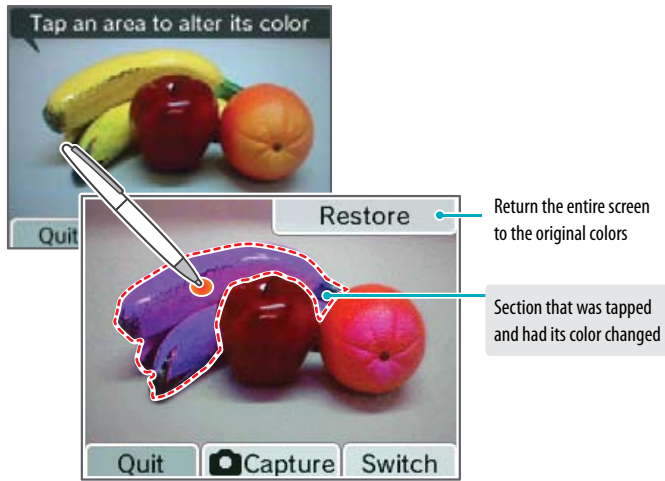 Tap an area to alter its color
Quit
Restore
Return the entire screen
to the original colors
Section that was tapped
and had its color changed
Quit
Capture
Switch